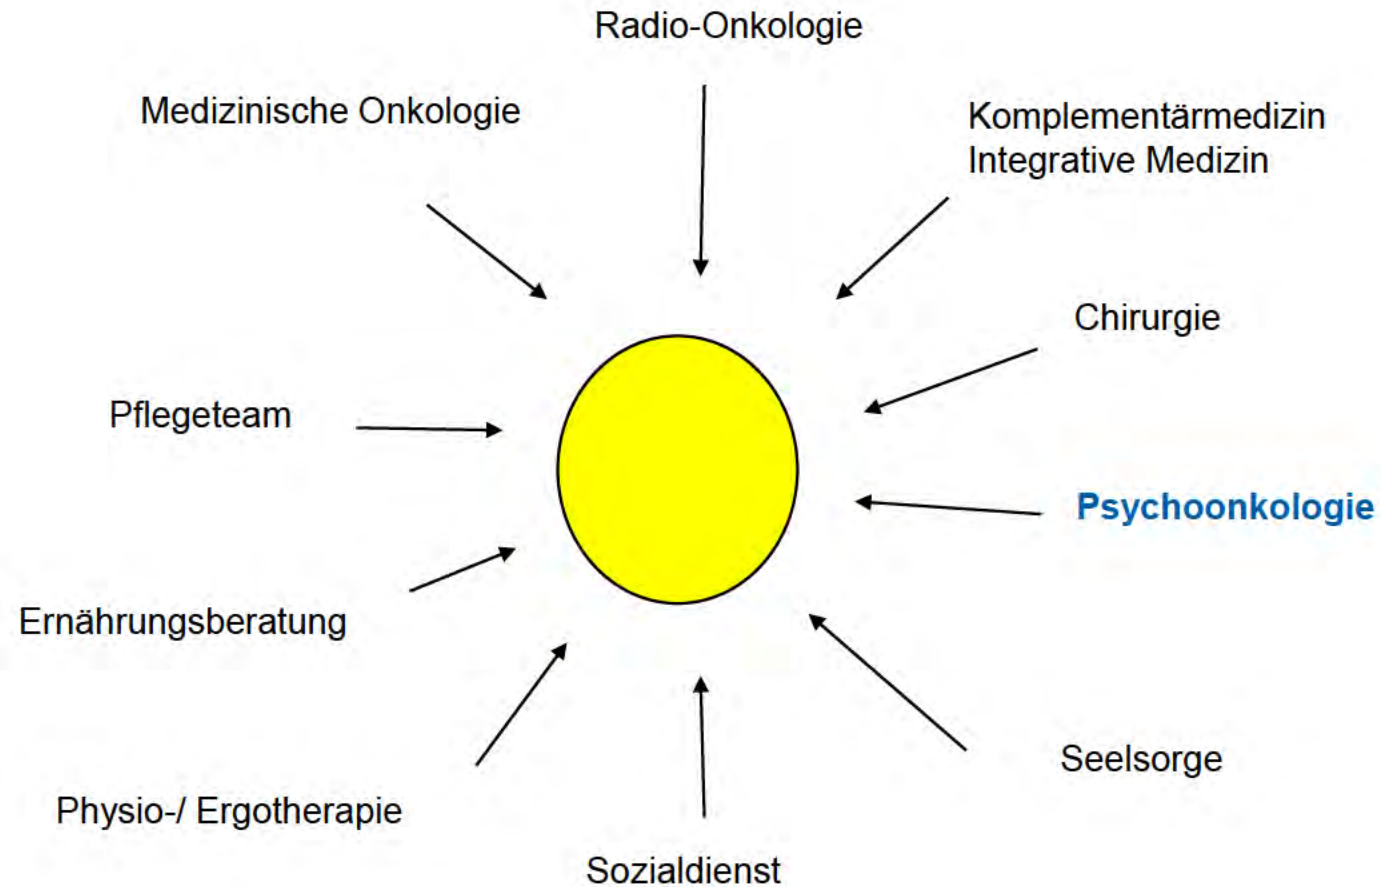 Radio-Onkologie
Medizinische Onkologie
Komplementärmedizin
Integrative Medizin
Chirurgie
Pflegeteam
Psychoonkologie
Ernährungsberatung
Seelsorge
Physio-/ Ergotherapie
Sozialdienst